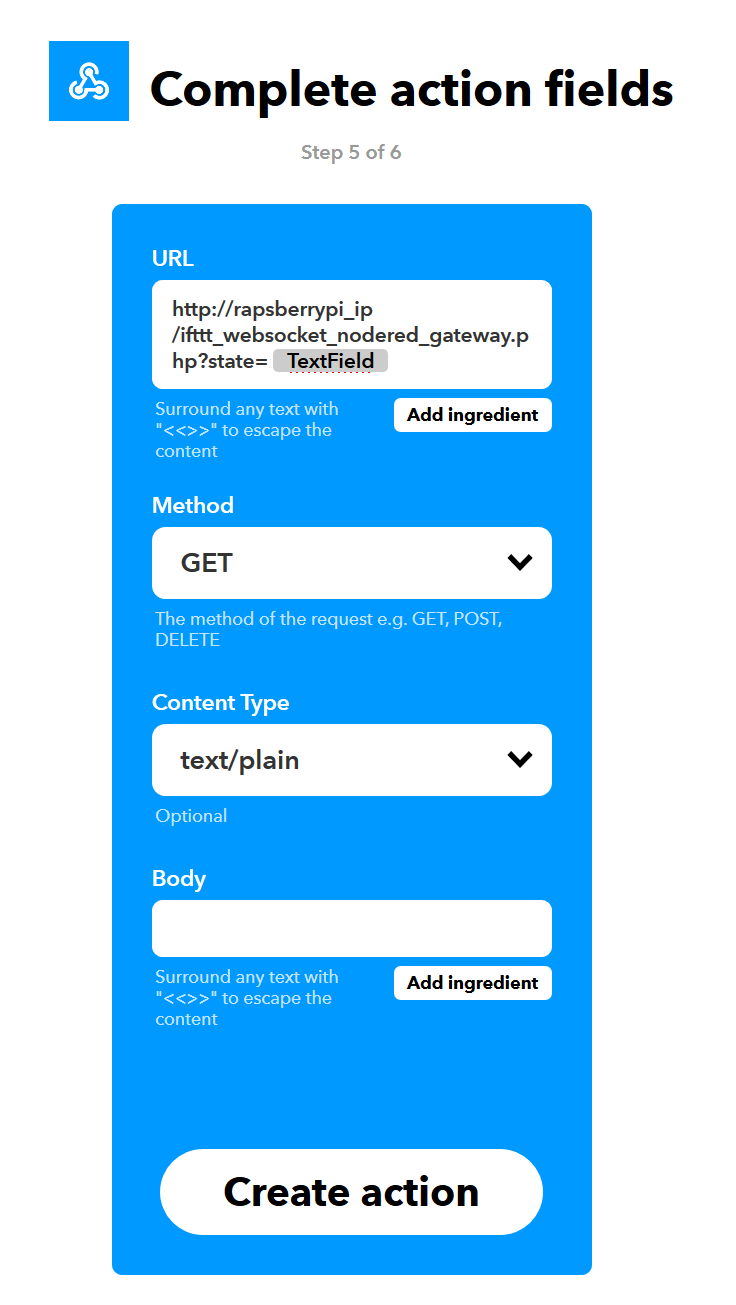 Complete action fields
Step 5 of 6
URL
http://rapsberrypi_ip
/ifttt_websocket_nodered_gateway.p
hp?state= TextField
Surround any text with
"<<>>" to escape the
content
Add ingredient
Method
GET
The method of the request e.g. GET, POST,
DELETE
Content Type
text/plain
Optional
Body
Surround any text with
"<<>>" to escape the
content
Add ingredient
Create action